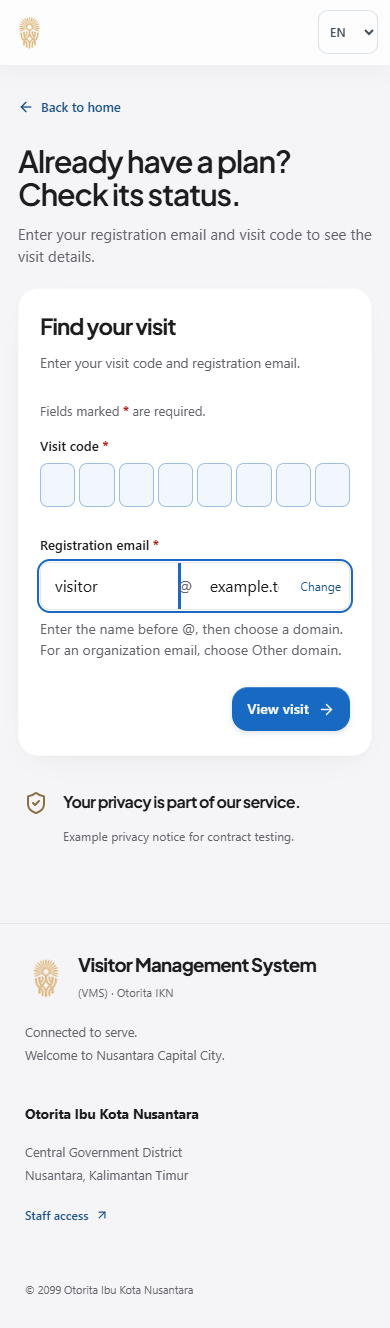 EN
Back to home
Already have a plan?
Check its status.
Enter your registration email and visit code to see the
visit details.
Find your visit
Enter your visit code and registration email.
Fields marked * are required.
Visit code *
Registration email *
visitor @ example.t Change
Enter the name before @, then choose a domain.
For an organization email, choose Other domain.
View visit
Your privacy is part of our service.
Example privacy notice for contract testing.
Visitor Management System
(VMS) · Otorita IKN
Connected to serve.
Welcome to Nusantara Capital City.
Otorita Ibu Kota Nusantara
Central Government District
Nusantara, Kalimantan Timur
Staff access
© 2099 Otorita Ibu Kota Nusantara